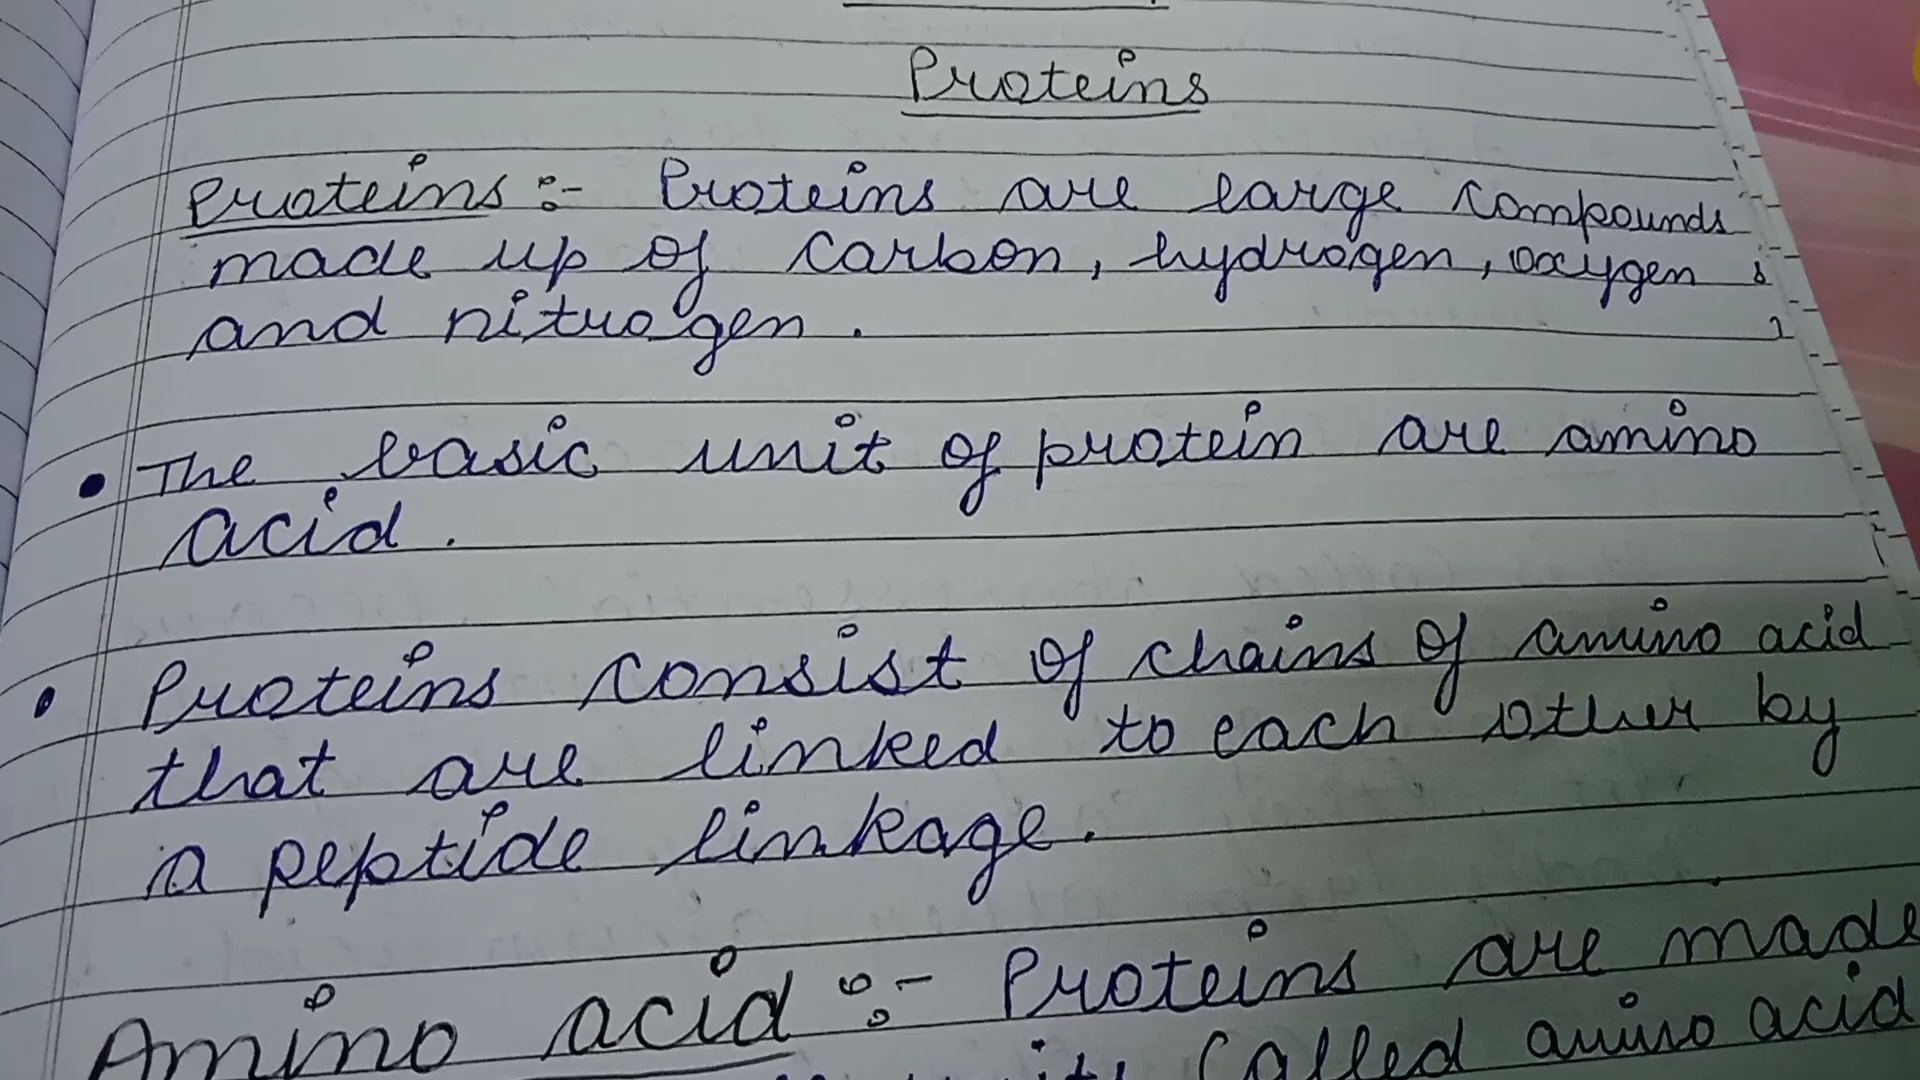 Proteins
Proteins :- Proteins are large compounds
made up of carbon, hydrogen, oxygen
and nitrogen.
• The basic unit of protein are amino
acid.
• Proteins consist of chains of amino acid
that are linked to each other by
a peptide linkage.
Amino acid :- Proteins are made
called amino acid